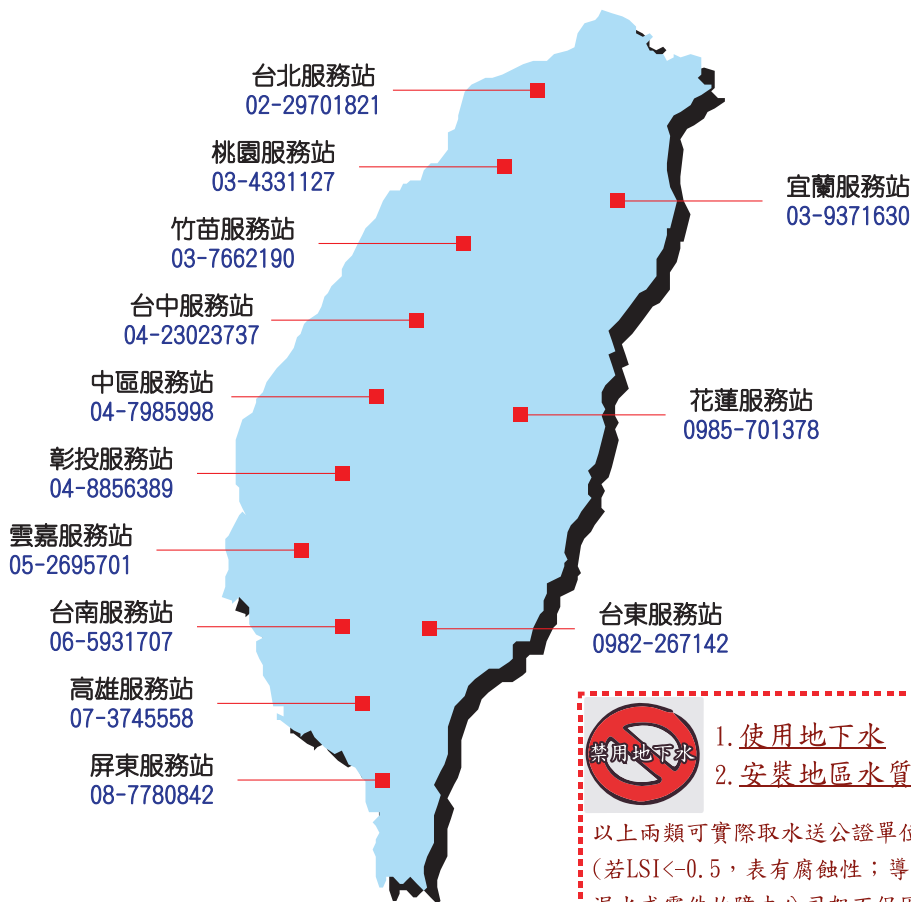 台北服務站
02-29701821
桃園服務站
03-4331127
竹苗服務站
03-7662190
台中服務站
04-23023737
中區服務站
04-7985998
彰投服務站
04-8856389
雲嘉服務站
05-2695701
台南服務站
06-5931707
高雄服務站
07-3745558
屏東服務站
08-7780842
宜蘭服務站
03-9371630
花蓮服務站
0985-701378
台東服務站
0982-267142
禁用地下水
1.使用地下水
2.安裝地區水質
以上兩類可實際取水送公證單位
(若LSI<-0.5,表有腐蝕性;導